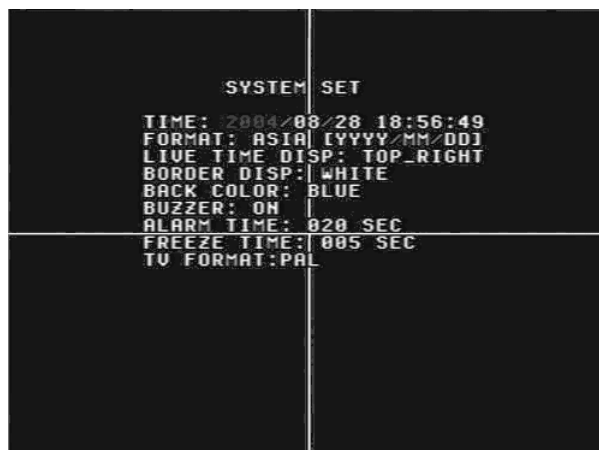 SYSTEM SET
TIME: 2004/08/28 18:56:49
FORMAT: ASIA [YYYY/MM/DD]
LIVE TIME DISP: TOP_RIGHT
BORDER DISP: WHITE
BACK COLOR: BLUE
BUZZER: ON
ALARM TIME: 020 SEC
FREEZE TIME: 005 SEC
TV FORMAT:PAL